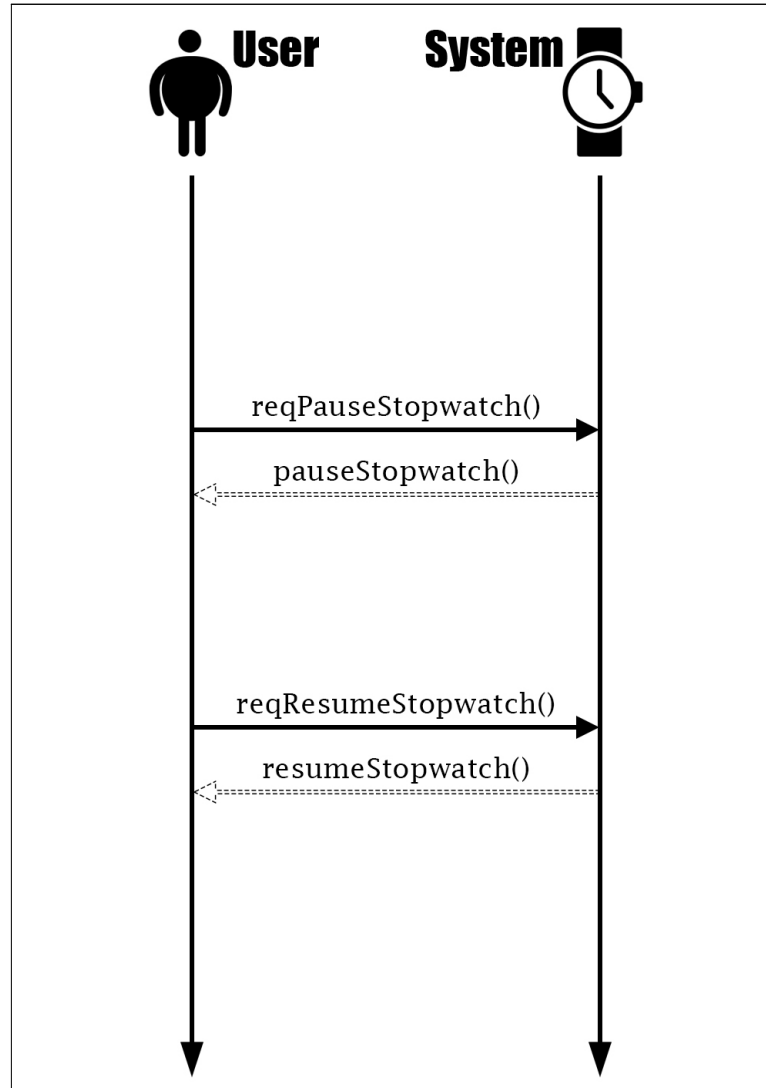 User System
reqPauseStopwatch()
pauseStopwatch()
reqResumeStopwatch()
resumeStopwatch()